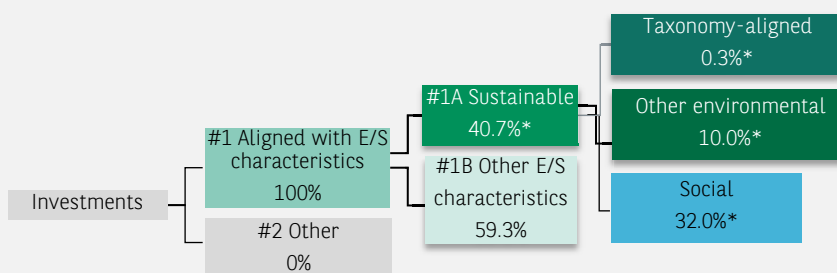 Investments
#1 Aligned with E/S
characteristics
100%
#2 Other
0%
#1A Sustainable
40.7%*
#1B Other E/S
characteristics
59.3%
Taxonomy-aligned
0.3%*
Other environmental
10.0%*
Social
32.0%*